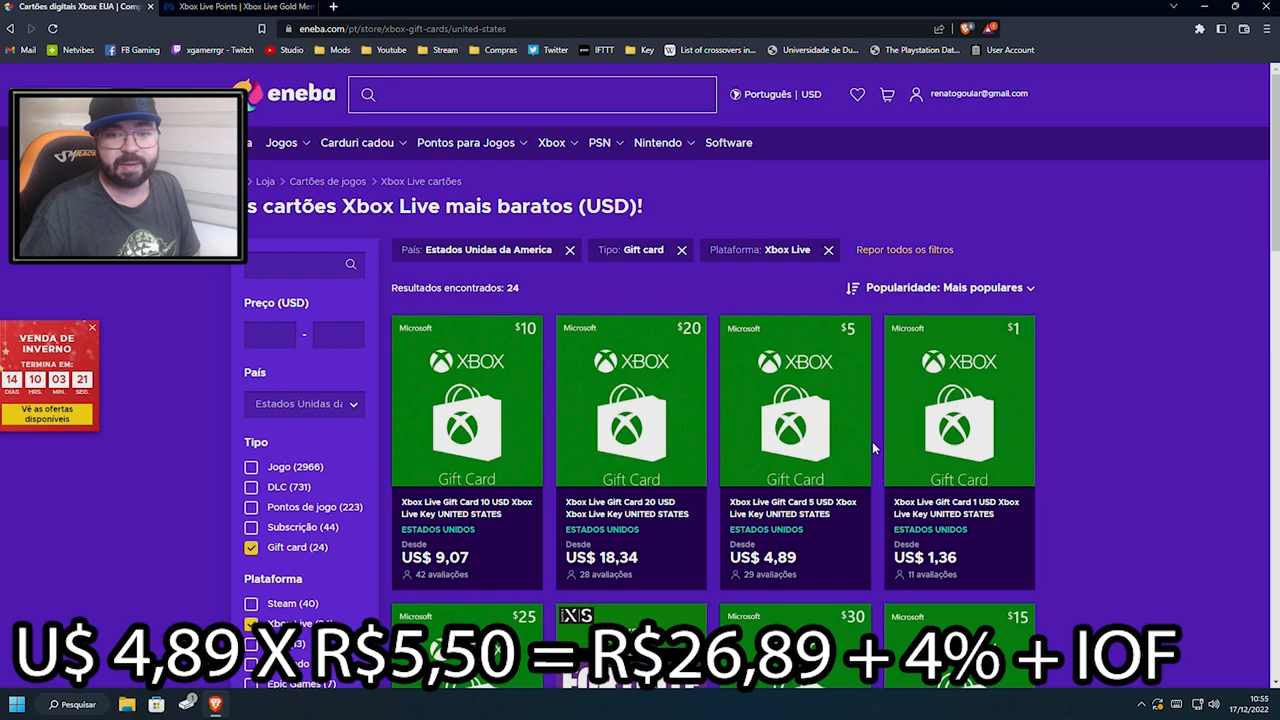 Cartões digitais Xbox EUA | Comp
Xbox Live Points | Xbox Live Gold Mem
eneba.com/pt/store/xbox-gift-cards/united-states
Mail
Netvibes
FB Gaming
xgamerrgr - Twitch
Studio
Mods
Youtube
Stream
Compras
Twitter
IFTTT
Key
List of crossovers in...
Universidade de Du...
The Playstation Dat...
User Account
eneba
Português | USD
renatogoular@gmail.com
Jogos
Carduri cadou
Pontos para Jogos
Xbox
PSN
Nintendo
Software
Loja > Cartões de jogos > Xbox Live cartões
s cartões Xbox Live mais baratos (USD)!
País: Estados Unidas da America
Tipo: Gift card
Plataforma: Xbox Live
Repor todos os filtros
Resultados encontrados: 24
Popularidade: Mais populares
Preço (USD)
-
País
Estados Unidas da
Tipo
Jogo (2966)
DLC (731)
Pontos de jogo (223)
Subscrição (44)
Gift card (24)
Plataforma
Steam (40)
Epic Games (7)
VENDA DE
INVERNO
TERMINA EM:
14 10 03 21
DIAS HRS. MIN. SEG.
Vê as ofertas
disponíveis
SMRACE
Microsoft $10
XBOX
Gift Card
Xbox Live Gift Card 10 USD Xbox
Live Key UNITED STATES
ESTADOS UNIDOS
Desde
US$ 9,07
42 avaliações
Microsoft $20
XBOX
Gift Card
Xbox Live Gift Card 20 USD
Xbox Live Key UNITED STATES
ESTADOS UNIDOS
Desde
US$ 18,34
28 avaliações
Microsoft $5
XBOX
Gift Card
Xbox Live Gift Card 5 USD Xbox
Live Key UNITED STATES
ESTADOS UNIDOS
Desde
US$ 4,89
29 avaliações
Microsoft $1
XBOX
Gift Card
Xbox Live Gift Card 1 USD Xbox
Live Key UNITED STATES
ESTADOS UNIDOS
Desde
US$ 1,36
11 avaliações
Microsoft $25
X|S
Microsoft $30
Microsoft $15
U$ 4,89 X R$5,50 = R$26,89 + 4% + IOF
Pesquisar
1
10:55
17/12/2022